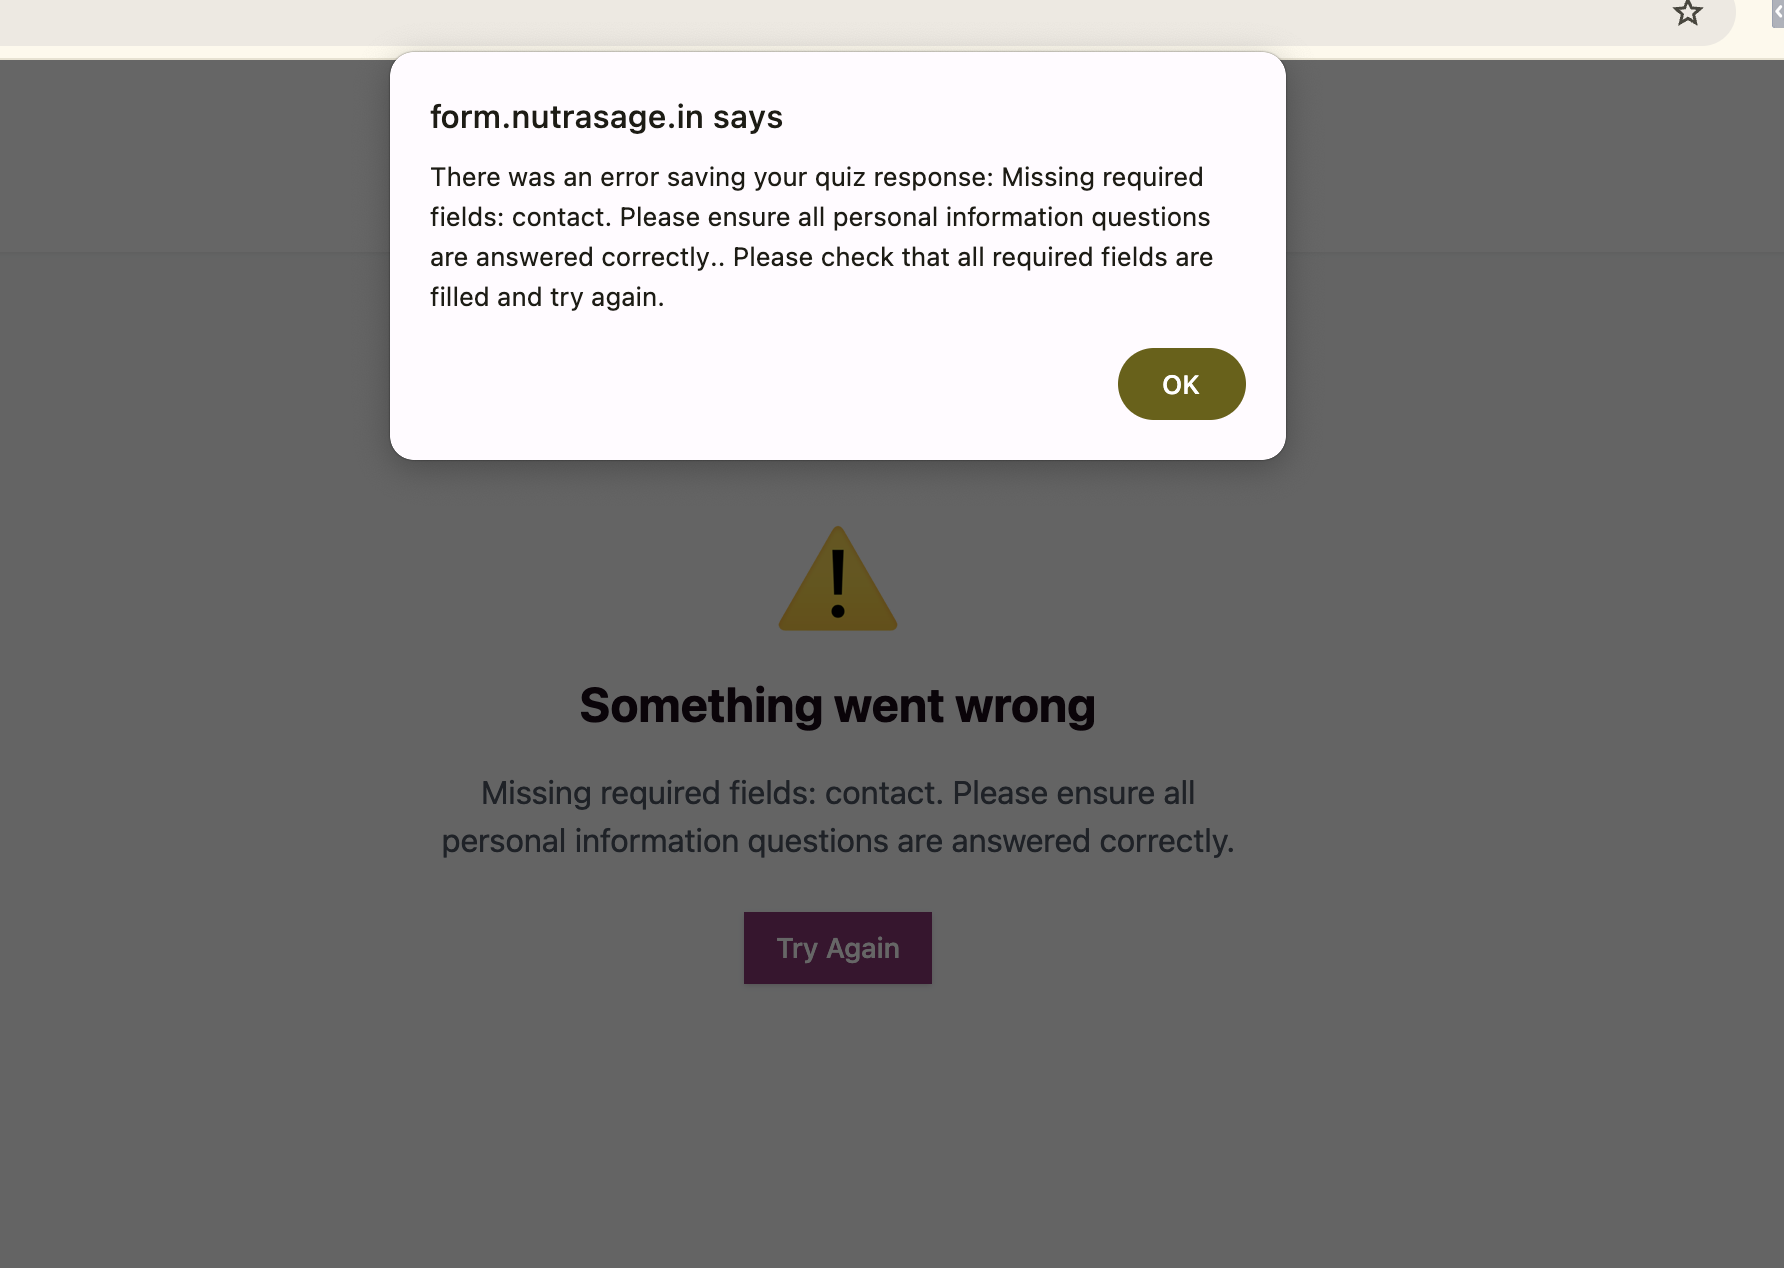 form.nutrasage.in says
There was an error saving your quiz response: Missing required
fields: contact. Please ensure all personal information questions
are answered correctly.. Please check that all required fields are
filled and try again.
OK
Something went wrong
Missing required fields: contact. Please ensure all
personal information questions are answered correctly.
Try Again